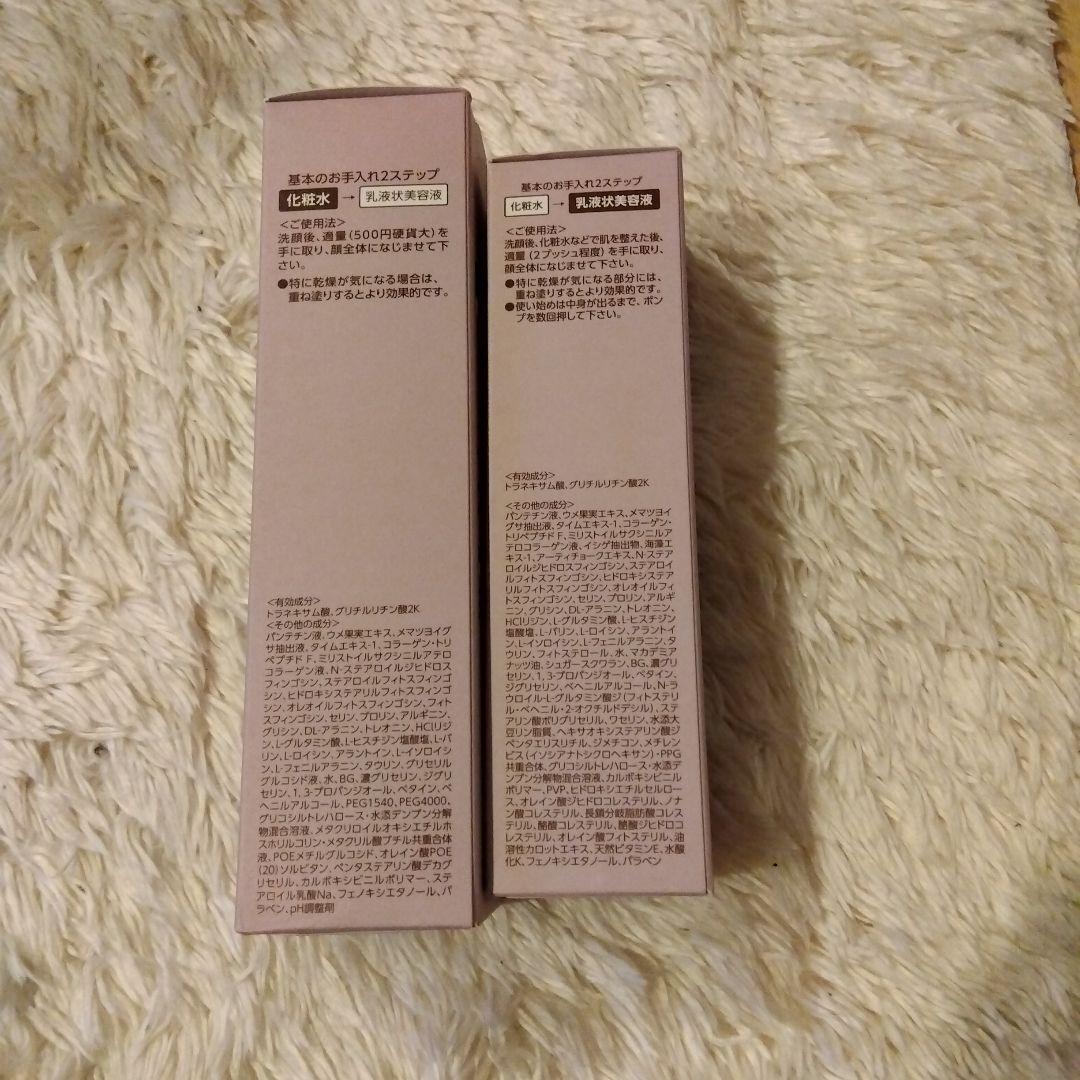 基本のお手入れ2ステップ
化粧水 → 乳液状美容液
＜ご使用法＞
洗顔後、適量(500円硬貨大)を
手に取り、顔全体になじませて下
さい。
●特に乾燥が気になる場合は、
重ね塗りするとより効果的です。
＜有効成分＞
トラネキサム酸、グリチルリチン酸2K
＜その他の成分＞
パンテチン液、ウメ果実エキス、メマツヨイグ
サ抽出液、タイムエキス-1、コラーゲン・トリ
ペプチド F、ミリストイルサクシニルアテロ
コラーゲン液、N-ステアロイルジヒドロス
フィンゴシン、ステアロイルフィトスフィンゴ
シン、ヒドロキシステアリルフィトスフィンゴ
シン、オレオイルフィトスフィンゴシン、フィト
スフィンゴシン、セリン、プロリン、アルギニン、
グリシン、DL-アラニン、トレオニン、HClリジ
ン、L-グルタミン酸、L-ヒスチジン塩酸塩、L-バ
リン、L-ロイシン、アラントイン、L-イソロイシ
ン、L-フェニルアラニン、タウリン、グリセリル
グルコシド液、水、BG、濃グリセリン、ジグリ
セリン、1,3-プロパンジオール、ベタイン、ベ
ヘニルアルコール、PEG1540、PEG4000、
グリコシルトレハロース・水添デンプン分解
物混合溶液、メタクリロイルオキシエチルホ
スホリルコリン・メタクリル酸ブチル共重合体
液、POEメチルグルコシド、オレイン酸POE
(20)ソルビタン、ペンタステアリン酸デカグ
リセリル、カルボキシビニルポリマー、ステ
アロイル乳酸Na、フェノキシエタノール、パ
ラベン、pH調整剤
基本のお手入れ2ステップ
化粧水 → 乳液状美容液
＜ご使用法＞
洗顔後、化粧水などで肌を整えた後、
適量(2プッシュ程度)を手に取り、
顔全体になじませて下さい。
●特に乾燥が気になる部分には、
重ね塗りするとより効果的です。
●使い始めは中身が出るまで、ポン
プを数回押して下さい。
＜有効成分＞
トラネキサム酸、グリチルリチン酸2K
＜その他の成分＞
パンテチン液、ウメ果実エキス、メマツヨイ
グサ抽出液、タイムエキス-1、コラーゲン・
トリペプチド F、ミリストイルサクシニルア
テロコラーゲン液、イシゲ抽出物、海藻エ
キス-1、アーティチョークエキス、N-ステア
ロイルジヒドロスフィンゴシン、ステアロイ
ルフィトスフィンゴシン、ヒドロキシステア
リルフィトスフィンゴシン、オレオイルフィ
トスフィンゴシン、セリン、プロリン、アルギ
ニン、グリシン、DL-アラニン、トレオニン、
HClリジン、L-グルタミン酸、L-ヒスチジン
塩酸塩、L-バリン、L-ロイシン、アラントイ
ン、L-イソロイシン、L-フェニルアラニン、タ
ウリン、フィトステロール、水、マカデミア
ナッツ油、シュガースクワラン、BG、濃グリ
セリン、1,3-プロパンジオール、ベタイン、
ジグリセリン、ベヘニルアルコール、N-ラ
ウロイル-L-グルタミン酸ジ(フィトステリ
ル・ベヘニル・2-オクチルドデシル)、ステ
アリン酸ポリグリセリル、ワセリン、水添大
豆リン脂質、ヘキサオキシステアリン酸ジ
ペンタエリスリチル、ジメチコン、メチレン
ビス(イソシアナトシクロヘキサン)・PPG
共重合体、グリコシルトレハロース・水添
デンプン分解物混合溶液、カルボキシビニル
ポリマー、PVP、ヒドロキシエチルセルロー
ス、オレイン酸ジヒドロコレステリル、ノナ
ン酸コレステリル、長鎖分岐脂肪酸コレス
テリル、酪酸コレステリル、酪酸ジヒドロコ
レステリル、オレイン酸フィトステリル、油
溶性カロットエキス、天然ビタミンE、水酸
化K、フェノキシエタノール、パラベン